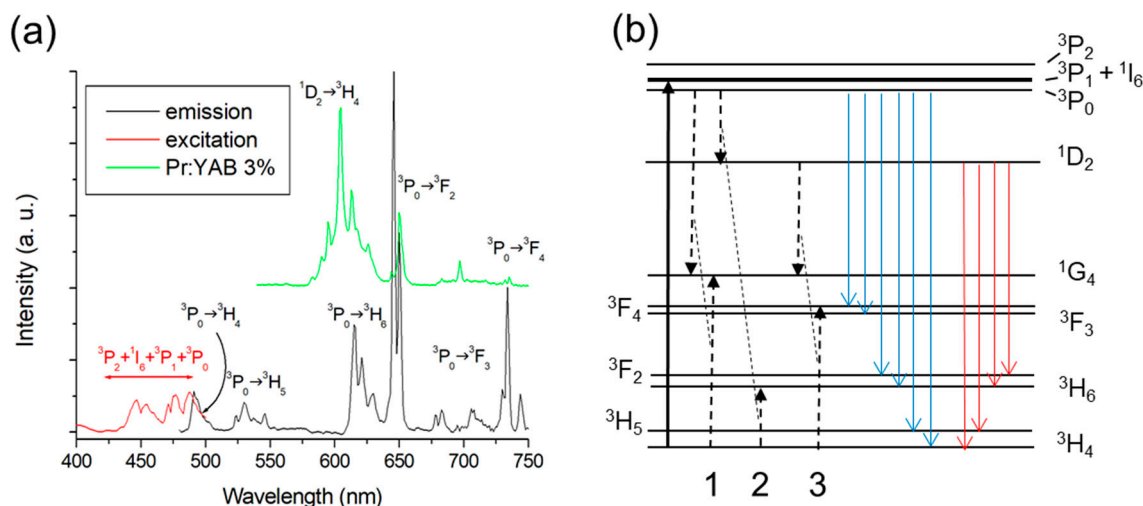 (a)
emission
excitation
Pr:YAB 3%
¹D₂→³H₄
³P₀→³F₂
³P₀→³F₄
³P₀→³H₄
³P₀→³H₆
³P₀→³F₃
³P₂+¹I₆+³P₁+³P₀
³P₀→³H₅
Intensity (a. u.)
400 450 500 550 600 650 700 750
Wavelength (nm)
(b)
³P₂
³P₁ + ¹I₆
³P₀
¹D₂
¹G₄
³F₄
³F₃
³F₂
³H₆
³H₅
³H₄
1 2 3